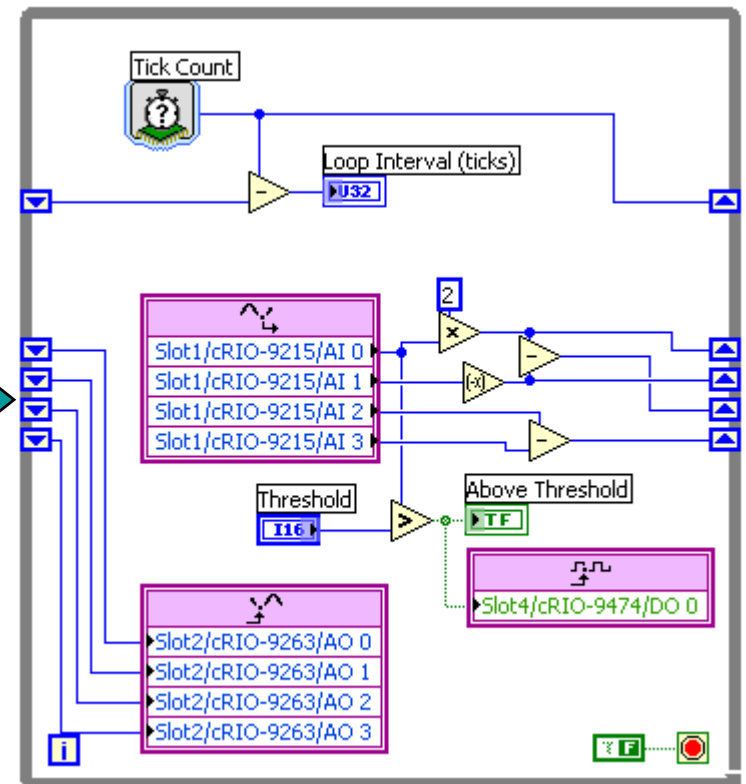 Tick Count
?
Loop Interval (ticks)
U32
2
x
Slot1/cRIO-9215/AI 0
Slot1/cRIO-9215/AI 1
(-x)
Slot1/cRIO-9215/AI 2
Slot1/cRIO-9215/AI 3
Threshold
I16
>
Above Threshold
TF
Slot4/cRIO-9474/DO 0
Slot2/cRIO-9263/AO 0
Slot2/cRIO-9263/AO 1
Slot2/cRIO-9263/AO 2
Slot2/cRIO-9263/AO 3
i
F